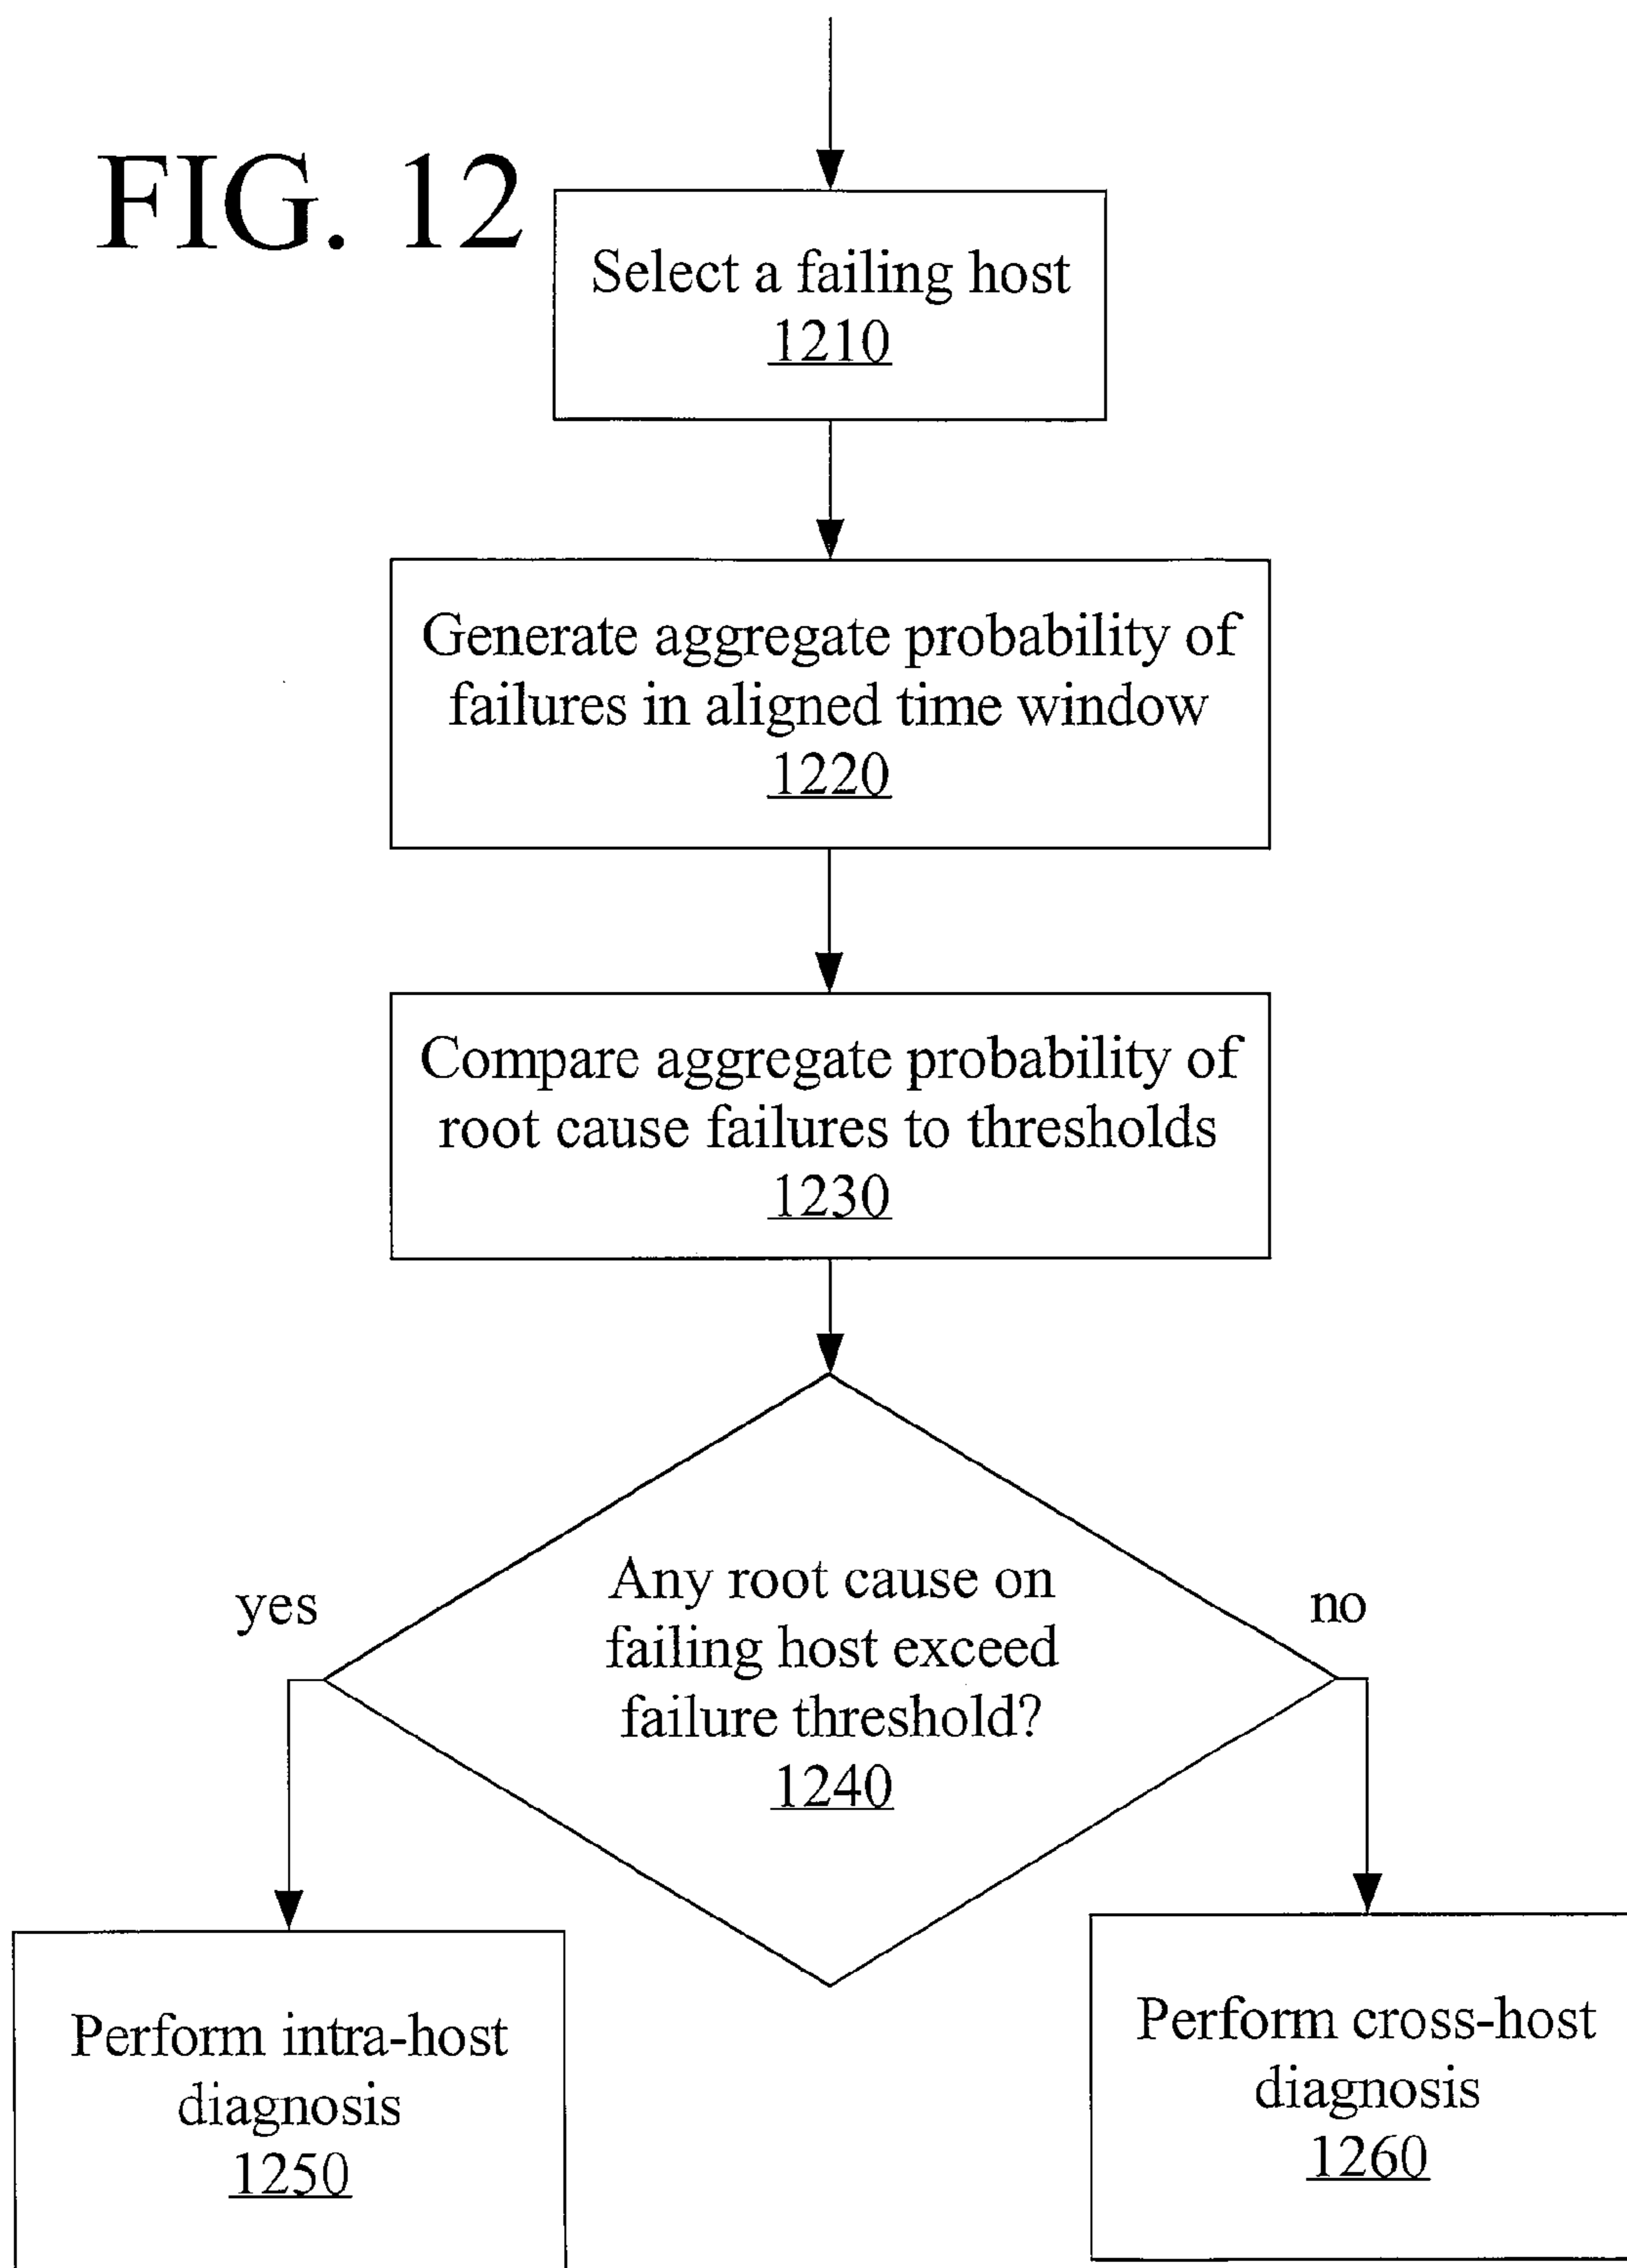 FIG. 12
Select a failing host
1210
Generate aggregate probability of
failures in aligned time window
1220
Compare aggregate probability of
root cause failures to thresholds
1230
Any root cause on
failing host exceed
failure threshold?
1240
yes
no
Perform intra-host
diagnosis
1250
Perform cross-host
diagnosis
1260